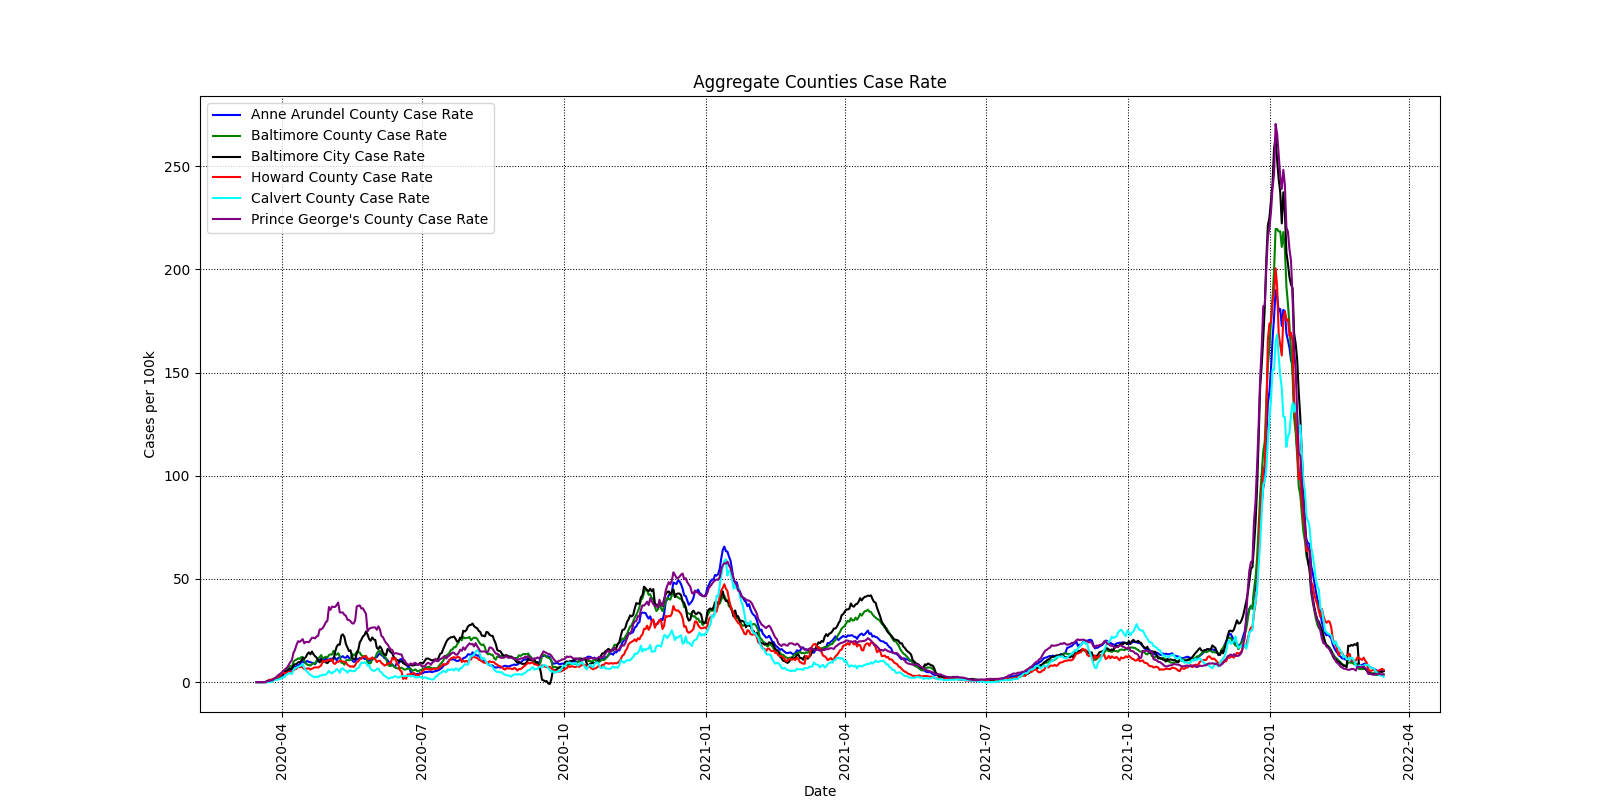 Aggregate Counties Case Rate
Anne Arundel County Case Rate
Baltimore County Case Rate
Baltimore City Case Rate
Howard County Case Rate
Calvert County Case Rate
Prince George's County Case Rate
Cases per 100k
250
200
150
100
50
0
2020-04
2020-07
2020-10
2021-01
2021-04
2021-07
2021-10
2022-01
2022-04
Date